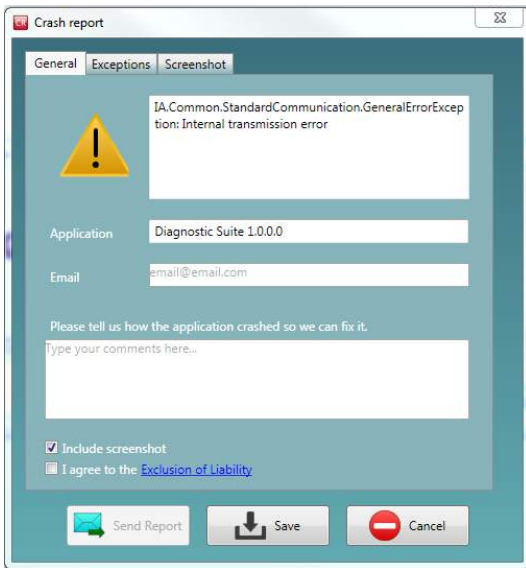 CR Crash report
General Exceptions Screenshot
IA.Common.StandardCommunication.GeneralErrorExcep
tion: Internal transmission error
Application Diagnostic Suite 1.0.0.0
Email email@email.com
Please tell us how the application crashed so we can fix it.
Type your comments here...
Include screenshot
I agree to the Exclusion of Liability
Send Report Save Cancel